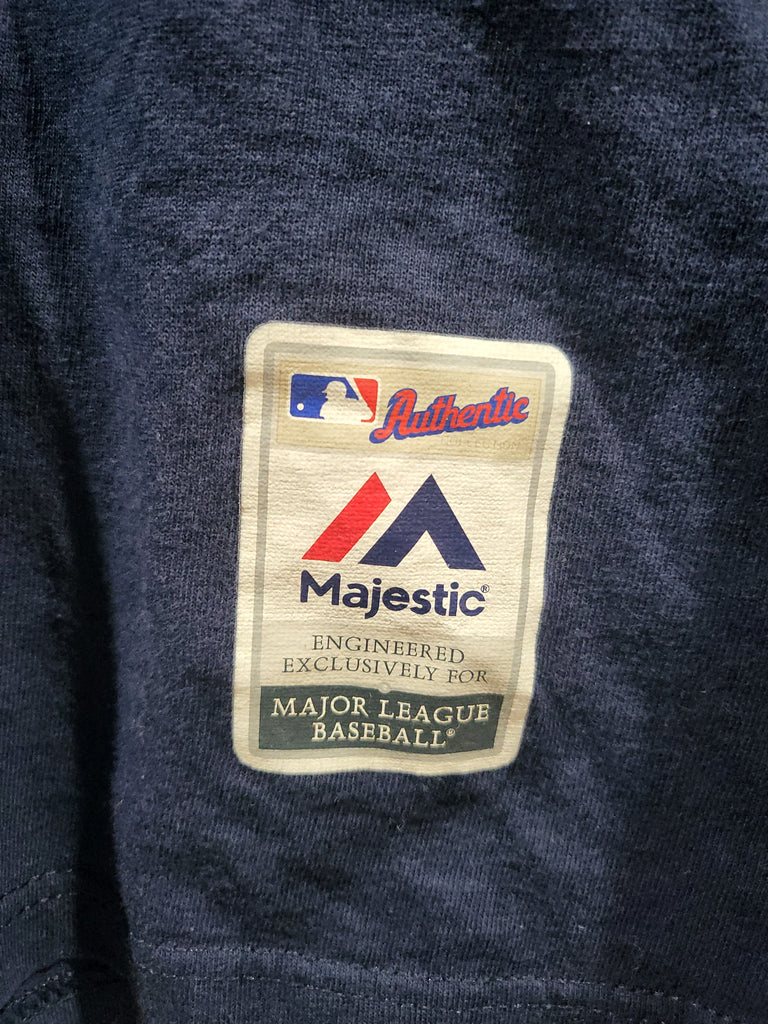 Authentic
Majestic®
ENGINEERED
EXCLUSIVELY FOR
MAJOR LEAGUE
BASEBALL®